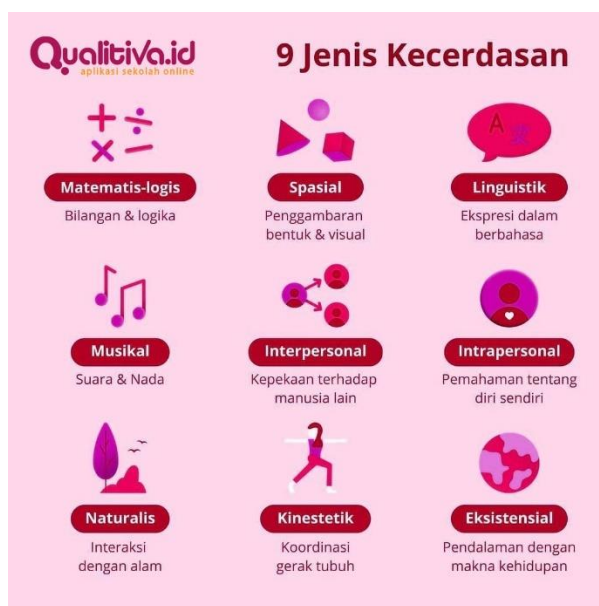 Qualitiva.id
aplikasi sekolah online
9 Jenis Kecerdasan
A 文
Matematis-logis
Bilangan & logika
Spasial
Penggambaran
bentuk & visual
Linguistik
Ekspresi dalam
berbahasa
Musikal
Suara & Nada
Interpersonal
Kepekaan terhadap
manusia lain
Intrapersonal
Pemahaman tentang
diri sendiri
Naturalis
Interaksi
dengan alam
Kinestetik
Koordinasi
gerak tubuh
Eksistensial
Pendalaman dengan
makna kehidupan